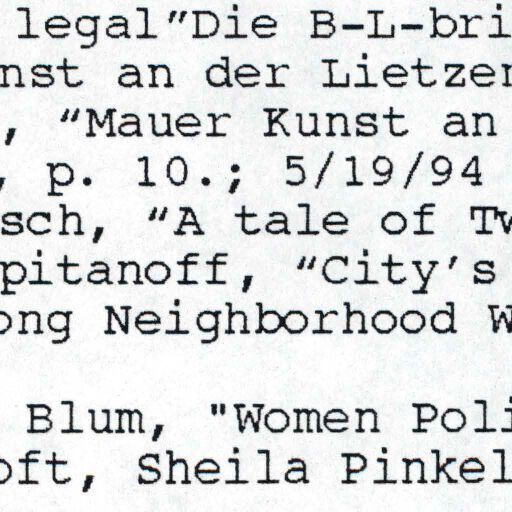 legal"Die B-L-bri
nst an der Lietzen
, “Mauer Kunst an
, p. 10.; 5/19/94
sch, “A tale of Tw
pitanoff, “City’s
ong Neighborhood W
Blum, "Women Poli
oft, Sheila Pinkel